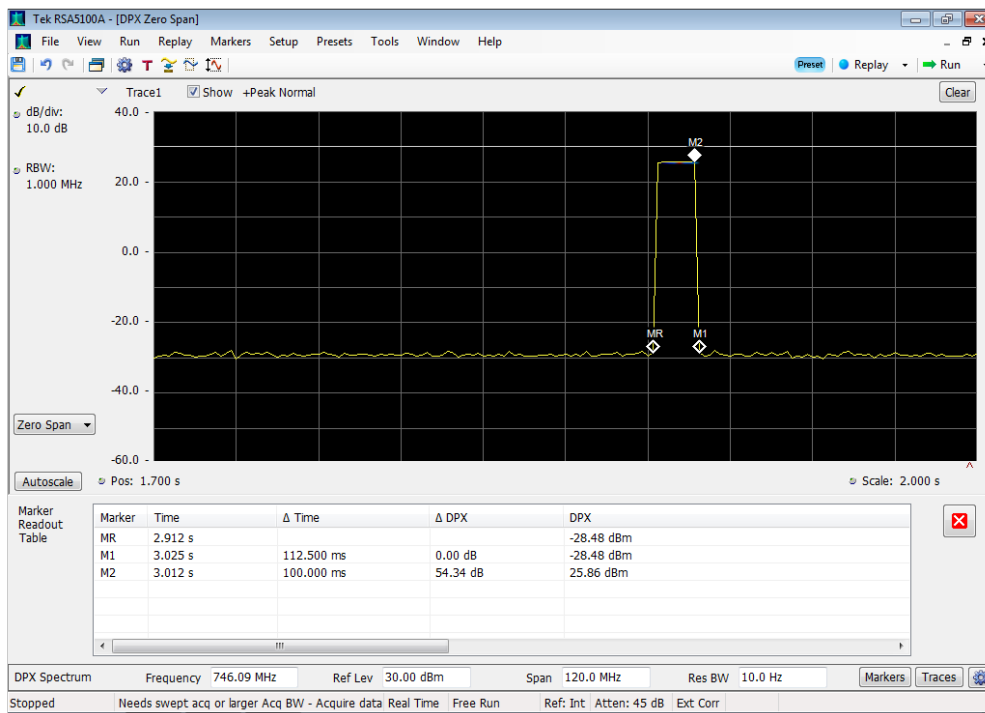 Tek RSA5100A - [DPX Zero Span]
File View Run Replay Markers Setup Presets Tools Window Help
T Preset Replay Run
Trace1 Show +Peak Normal Clear
dB/div:
10.0 dB
RBW:
1.000 MHz
40.0
20.0
0.0
-20.0
-40.0
-60.0
M2
MR M1
Zero Span
Autoscale Pos: 1.700 s Scale: 2.000 s
Marker
Readout
Table
Marker Time Δ Time Δ DPX DPX
MR 2.912 s -28.48 dBm
M1 3.025 s 112.500 ms 0.00 dB -28.48 dBm
M2 3.012 s 100.000 ms 54.34 dB 25.86 dBm
DPX Spectrum Frequency 746.09 MHz Ref Lev 30.00 dBm Span 120.0 MHz Res BW 10.0 Hz Markers Traces
Stopped Needs swept acq or larger Acq BW - Acquire data Real Time Free Run Ref: Int Atten: 45 dB Ext Corr